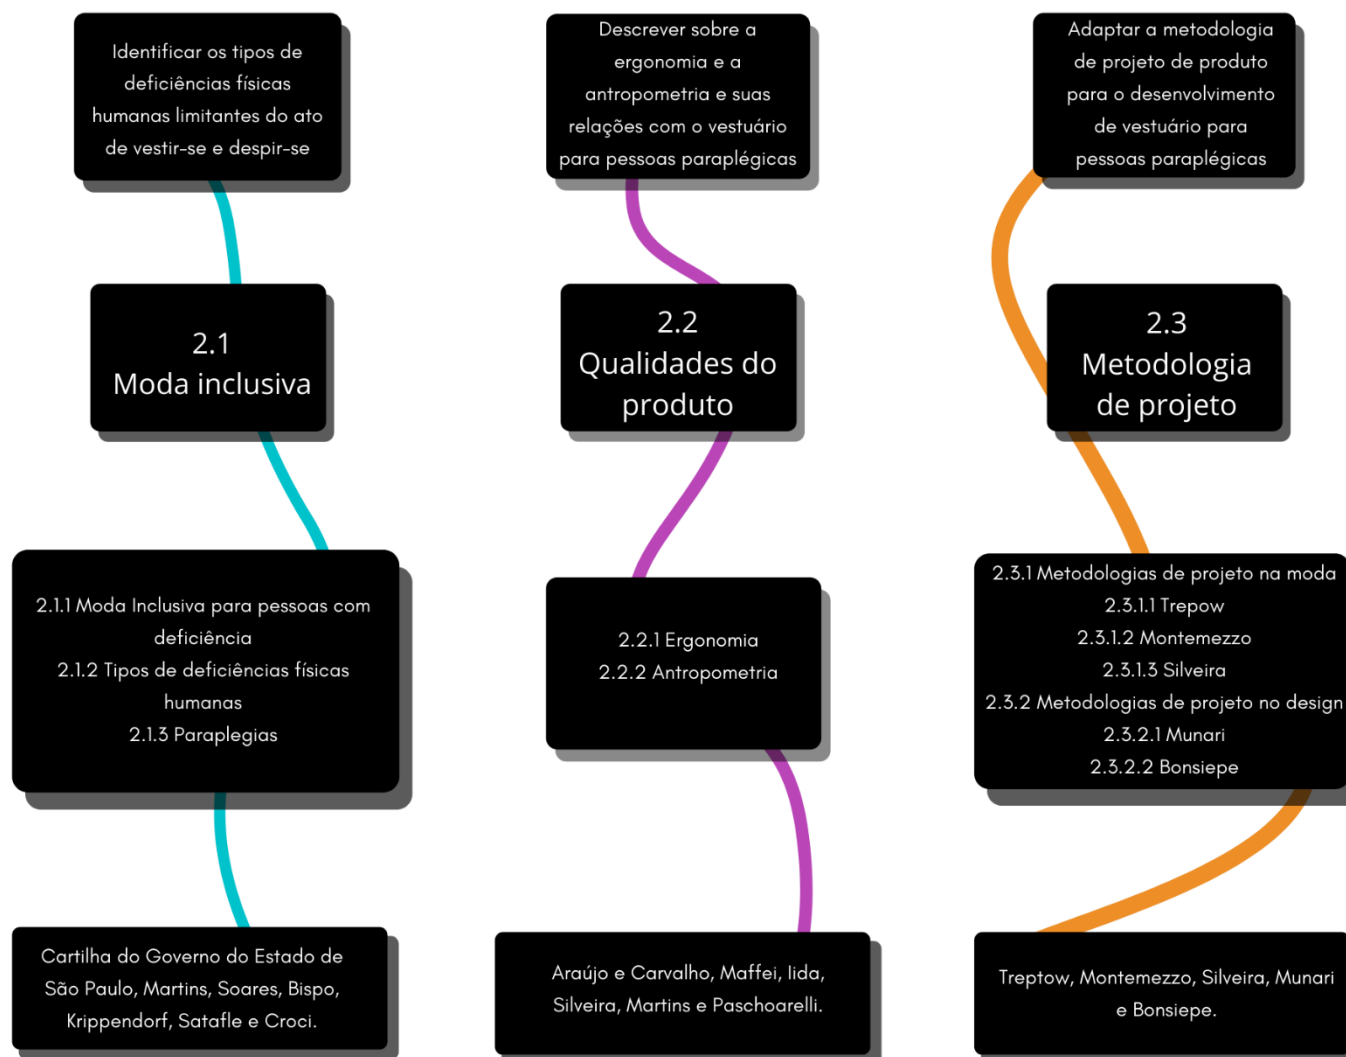 Identificar os tipos de
deficiências físicas
humanas limitantes do ato
de vestir-se e despir-se
2.1
Moda inclusiva
2.1.1 Moda Inclusiva para pessoas com
deficiência
2.1.2 Tipos de deficiências físicas
humanas
2.1.3 Paraplegias
Cartilha do Governo do Estado de
São Paulo, Martins, Soares, Bispo,
Krippendorf, Satafle e Croci.
Descrever sobre a
ergonomia e a
antropometria e suas
relações com o vestuário
para pessoas paraplégicas
2.2
Qualidades do
produto
2.2.1 Ergonomia
2.2.2 Antropometria
Araújo e Carvalho, Maffei, Iida,
Silveira, Martins e Paschoarelli.
Adaptar a metodologia
de projeto de produto
para o desenvolvimento
de vestuário para
pessoas paraplégicas
2.3
Metodologia
de projeto
2.3.1 Metodologias de projeto na moda
2.3.1.1 Trepow
2.3.1.2 Montemezzo
2.3.1.3 Silveira
2.3.2 Metodologias de projeto no design
2.3.2.1 Munari
2.3.2.2 Bonsiepe
Treptow, Montemezzo, Silveira, Munari
e Bonsiepe.